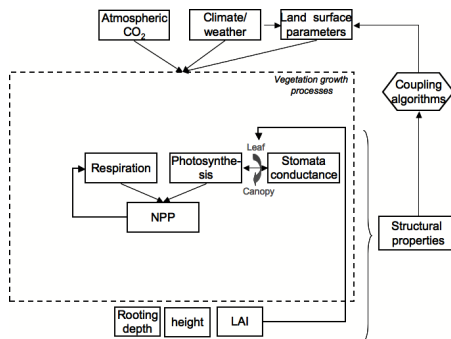 Atmospheric
CO2
Climate/
weather
Land surface
parameters
Vegetation growth
processes
Coupling
algorithms
Leaf
Respiration
Photosynthe-
sis
Stomata
conductance
Canopy
NPP
Structural
properties
Rooting
depth
height
LAI